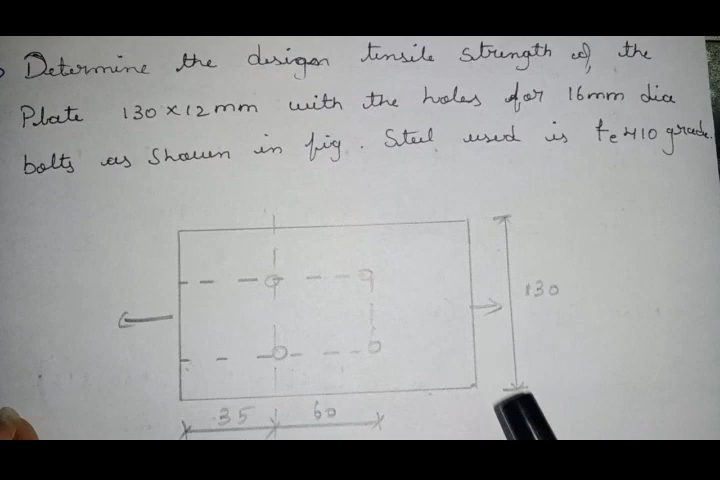 Determine the design tensile strength of the
Plate 130 x 12 mm with the holes for 16mm dia
bolts as shown in fig. Steel used is fe 410 grade.
130
35 60